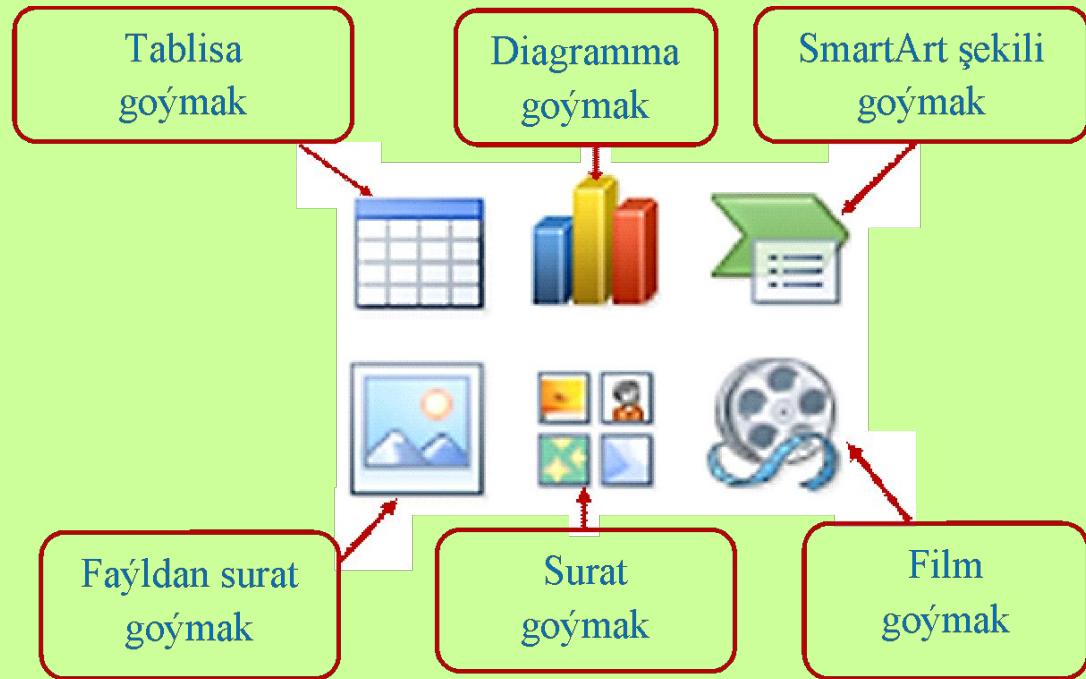 Tablisa
goýmak
Diagramma
goýmak
SmartArt şekili
goýmak
Faýldan surat
goýmak
Surat
goýmak
Film
goýmak